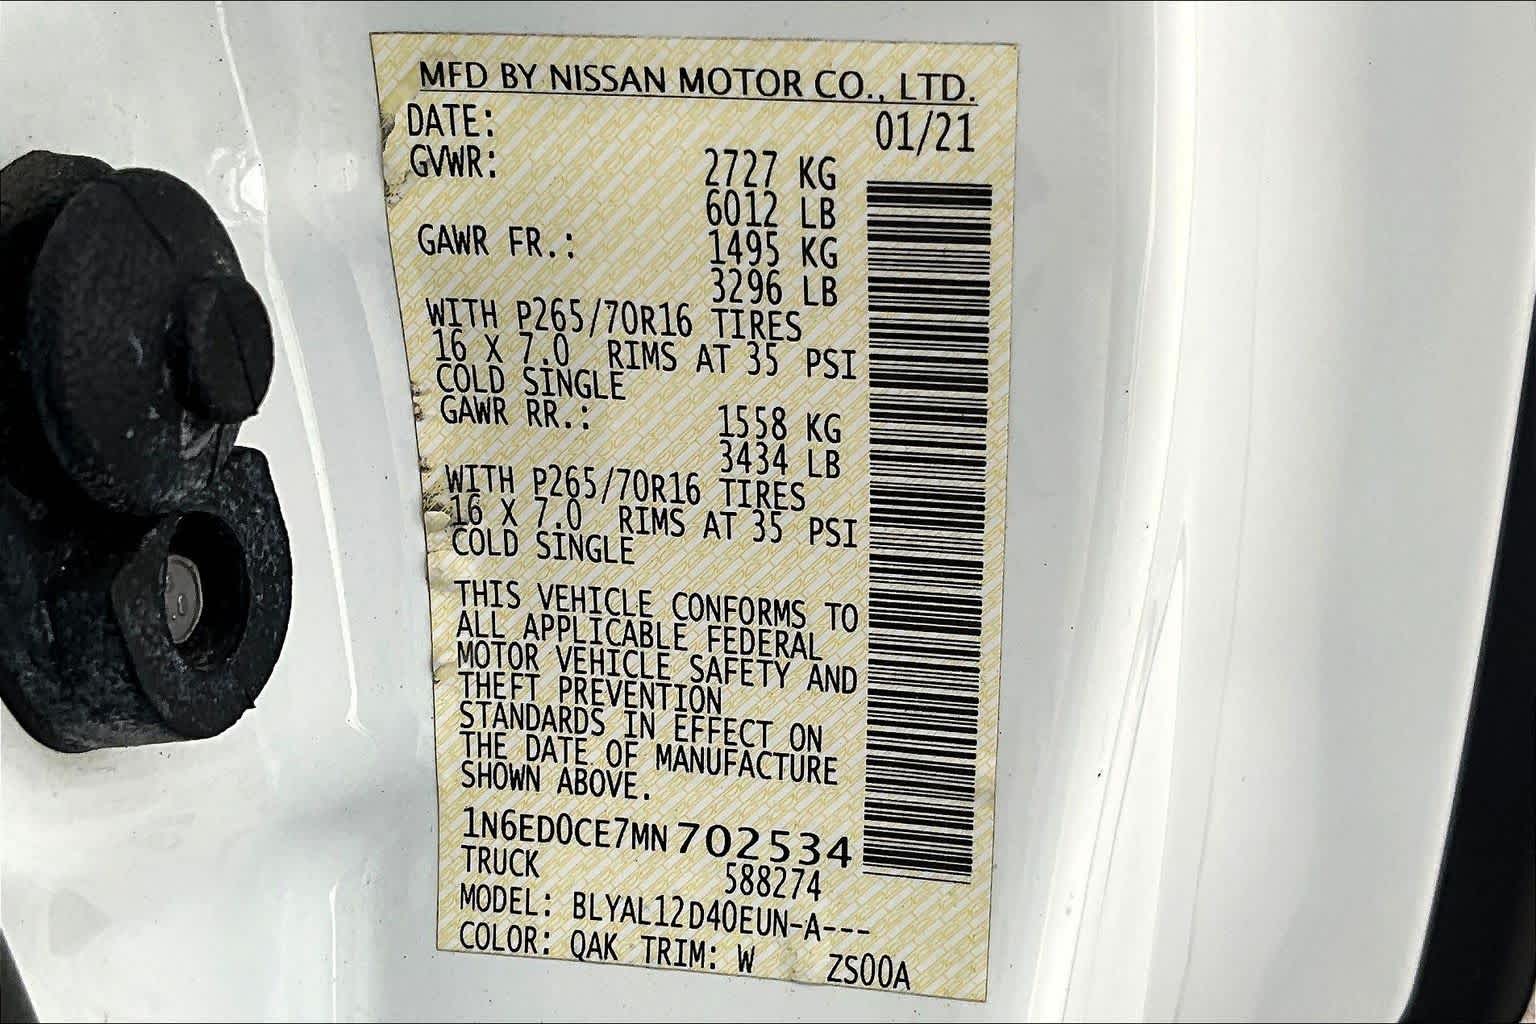 MFD BY NISSAN MOTOR CO., LTD.
DATE: 01/21
GVWR: 2727 KG
6012 LB
GAWR FR.: 1495 KG
3296 LB
WITH P265/70R16 TIRES
16 X 7.0 RIMS AT 35 PSI
COLD SINGLE
GAWR RR.: 1558 KG
3434 LB
WITH P265/70R16 TIRES
16 X 7.0 RIMS AT 35 PSI
COLD SINGLE
THIS VEHICLE CONFORMS TO
ALL APPLICABLE FEDERAL
MOTOR VEHICLE SAFETY AND
THEFT PREVENTION
STANDARDS IN EFFECT ON
THE DATE OF MANUFACTURE
SHOWN ABOVE.
1N6ED0CE7MN702534
TRUCK 588274
MODEL: BLYAL12D40EUN-A---
COLOR: QAK TRIM: W ZS00A